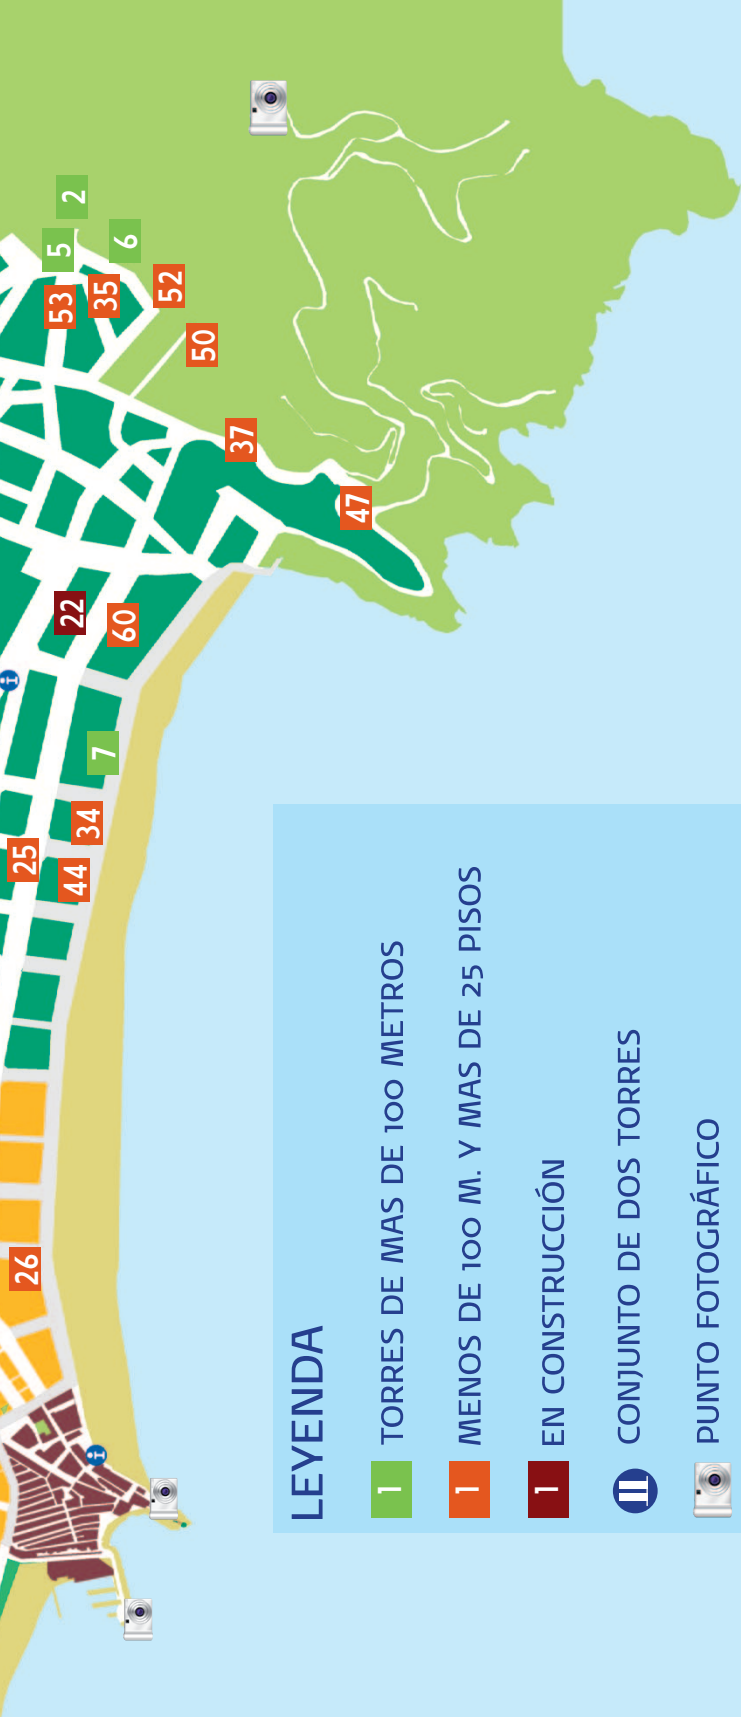 2
5
6
52
35
53
50
37
47
22
60
i
7
34
25
44
26
i
LEYENDA
1 TORRES DE MAS DE 100 METROS
1 MENOS DE 100 M. Y MAS DE 25 PISOS
1 EN CONSTRUCCIÓN
II CONJUNTO DE DOS TORRES
PUNTO FOTOGRÁFICO